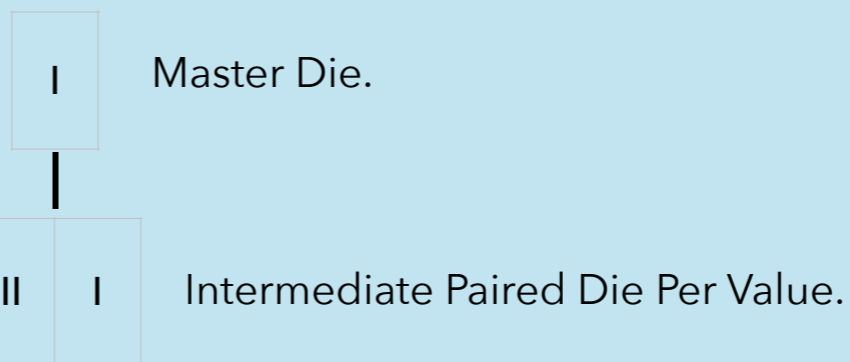 I Master Die.
II I Intermediate Paired Die Per Value.